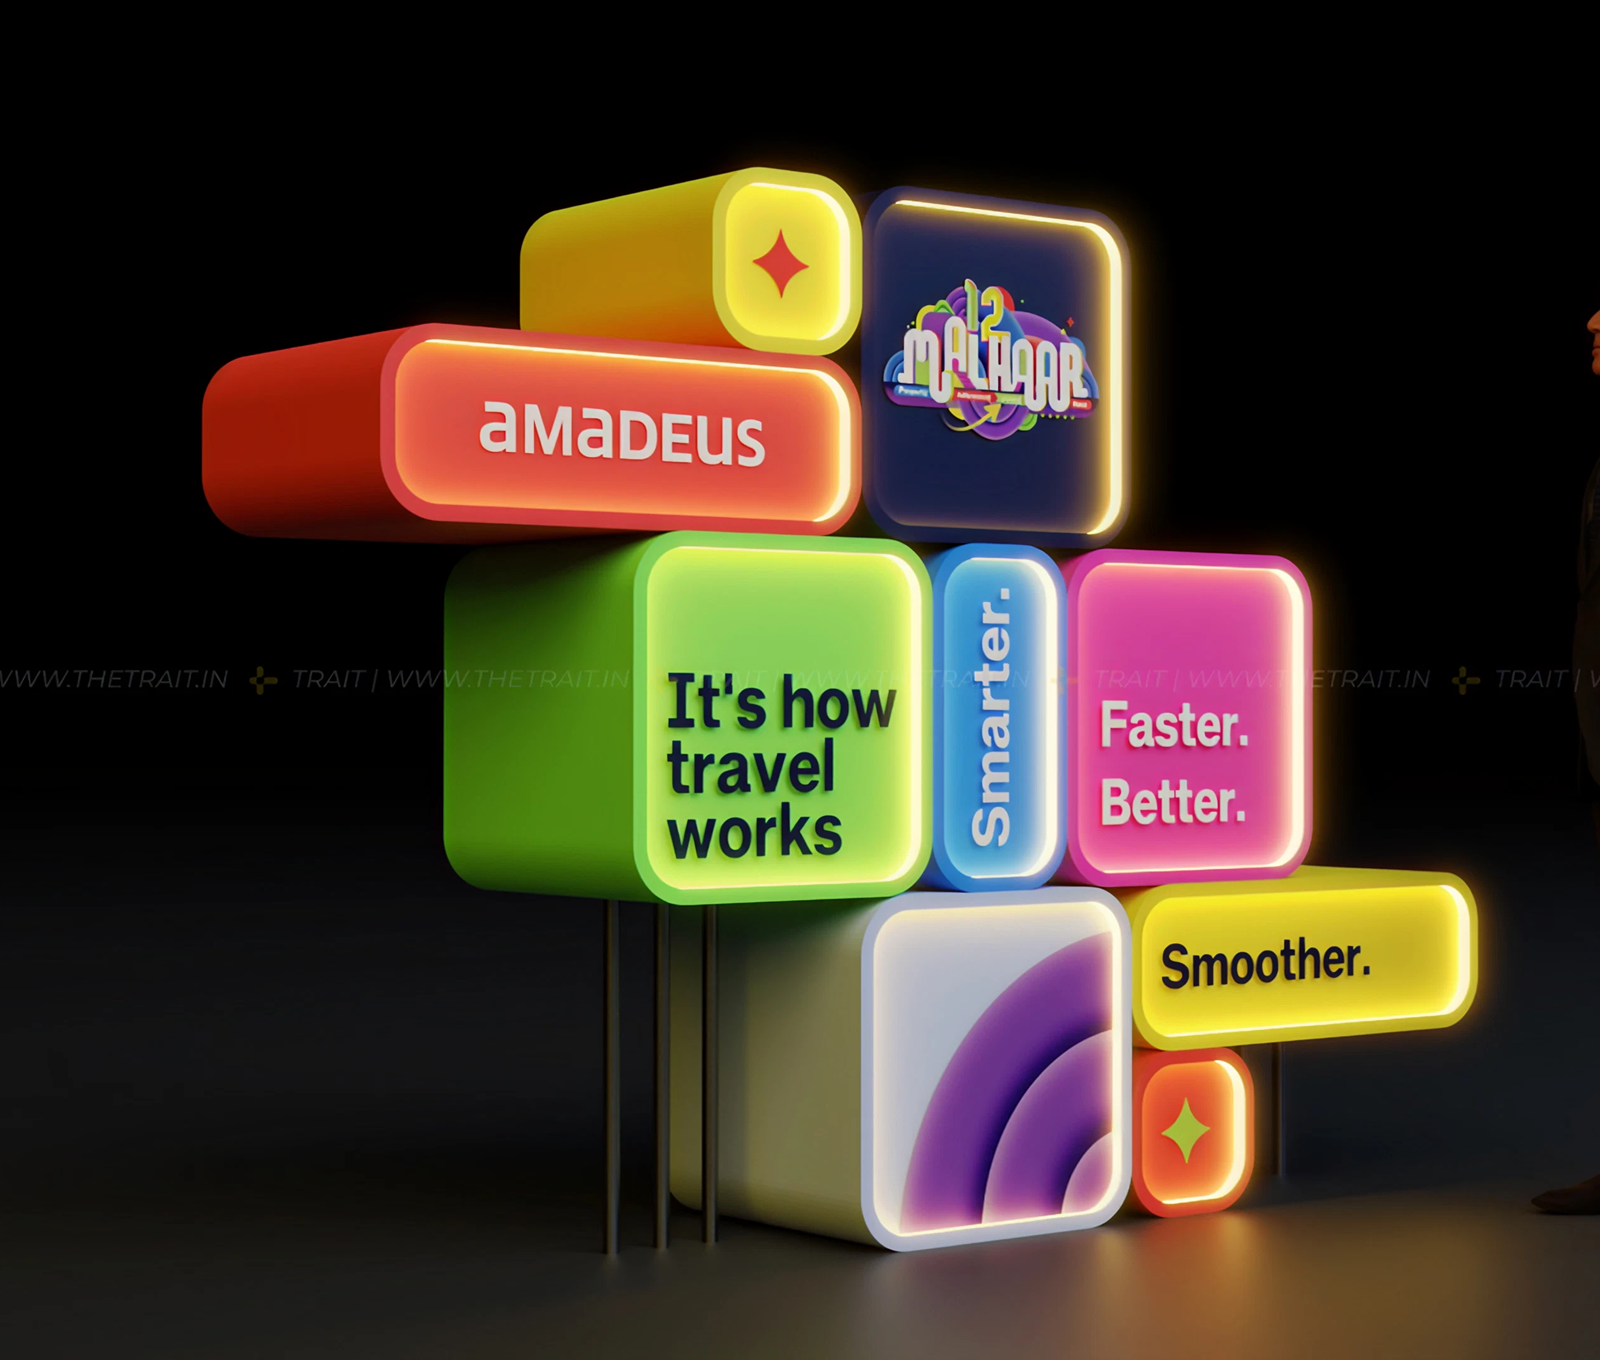 12
MALHAAR
amaDEUS
It's how
travel
works
Smarter.
Faster.
Better.
Smoother.
WWW.THETRAIT.IN TRAIT | WWW.THETRAIT.IN TRAIT | WWW.THETRAIT.IN TRAIT |